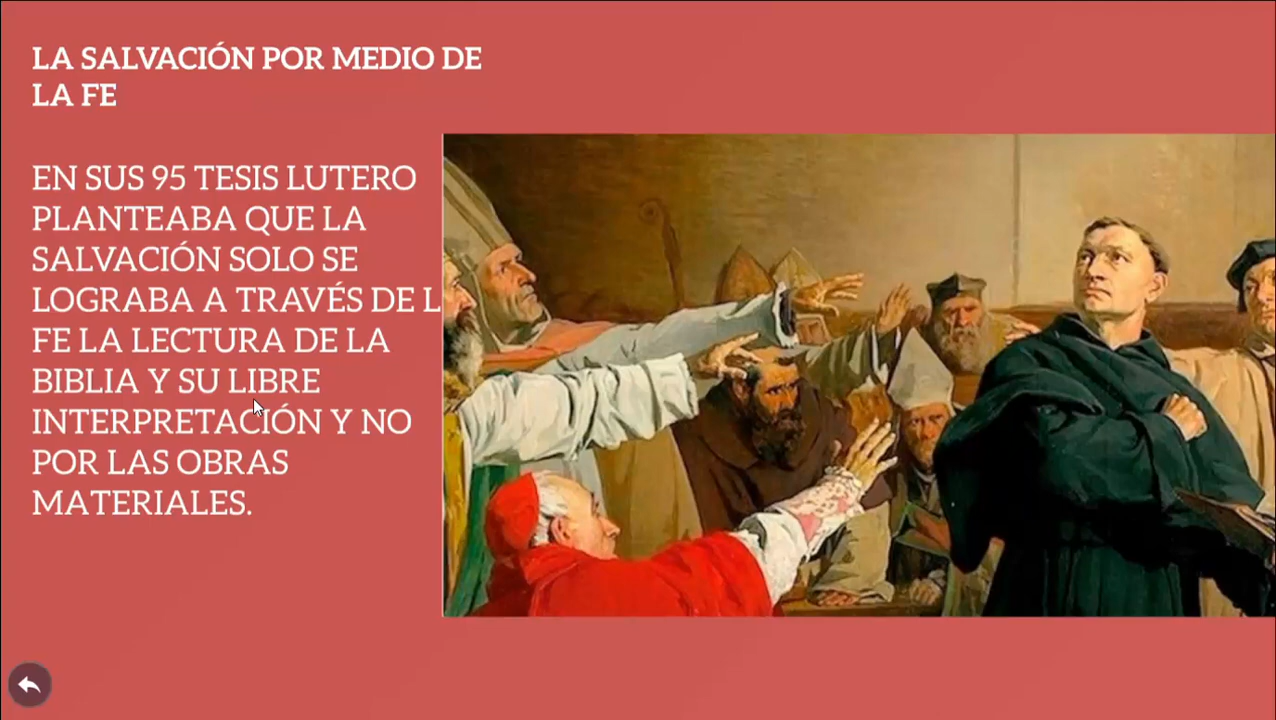 LA SALVACIÓN POR MEDIO DE
LA FE
EN SUS 95 TESIS LUTERO
PLANTEABA QUE LA
SALVACIÓN SOLO SE
LOGRABA A TRAVÉS DE L
FE LA LECTURA DE LA
BIBLIA Y SU LIBRE
INTERPRETACIÓN Y NO
POR LAS OBRAS
MATERIALES.